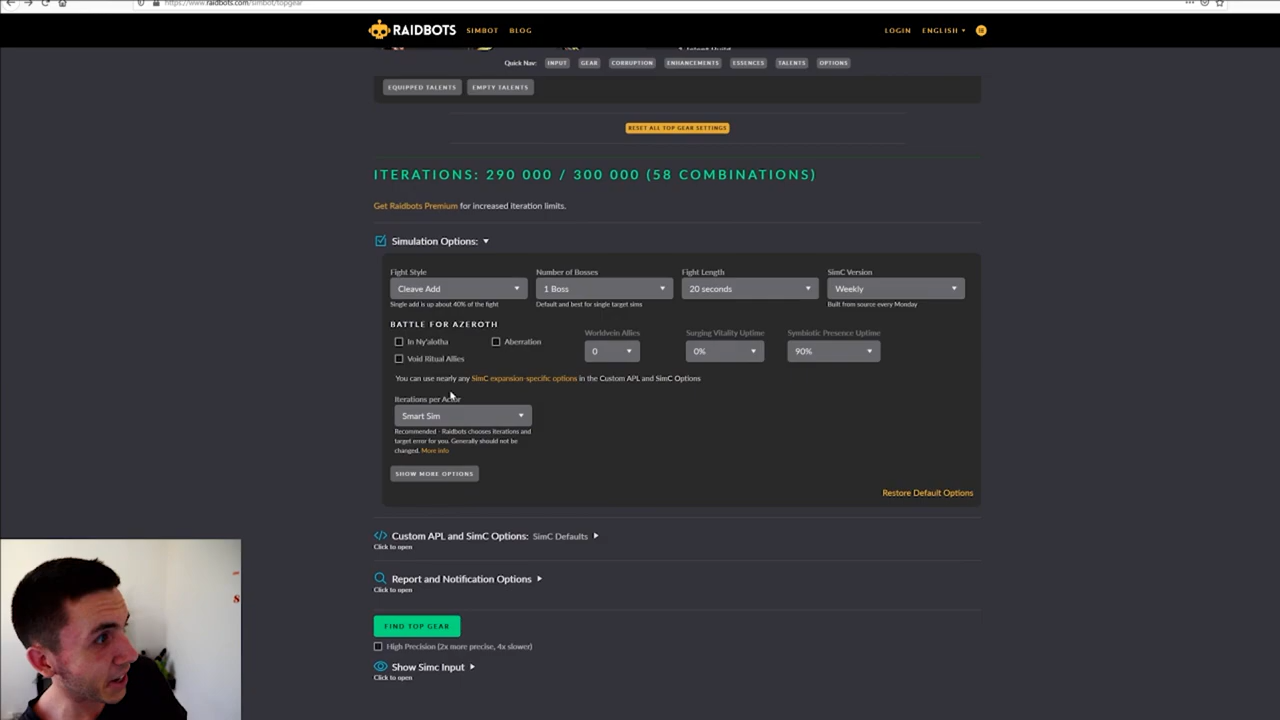 https://www.raidbots.com/simbot/topgear
RAIDBOTS SIMBOT BLOG LOGIN ENGLISH
Quick Nav: INPUT GEAR CORRUPTION ENHANCEMENTS ESSENCES TALENTS OPTIONS
EQUIPPED TALENTS EMPTY TALENTS
RESET ALL TOP GEAR SETTINGS
ITERATIONS: 290 000 / 300 000 (58 COMBINATIONS)
Get Raidbots Premium for increased iteration limits.
Simulation Options:
Fight Style Number of Bosses Fight Length SimC Version
Cleave Add 1 Boss 20 seconds Weekly
Single add is up about 40% of the fight Default and best for single target sims Built from source every Monday
BATTLE FOR AZEROTH
Worldvein Allies Surging Vitality Uptime Symbiotic Presence Uptime
In Ny'alotha Aberration
0 0% 90%
Void Ritual Allies
You can use nearly any SimC expansion-specific options in the Custom APL and SimC Options
Iterations per Actor
Smart Sim
Recommended - Raidbots chooses iterations and
target error for you. Generally should not be
changed. More info
SHOW MORE OPTIONS
Restore Default Options
Custom APL and SimC Options: SimC Defaults
Click to open
Report and Notification Options
Click to open
FIND TOP GEAR
High Precision (2x more precise, 4x slower)
Show Simc Input
Click to open